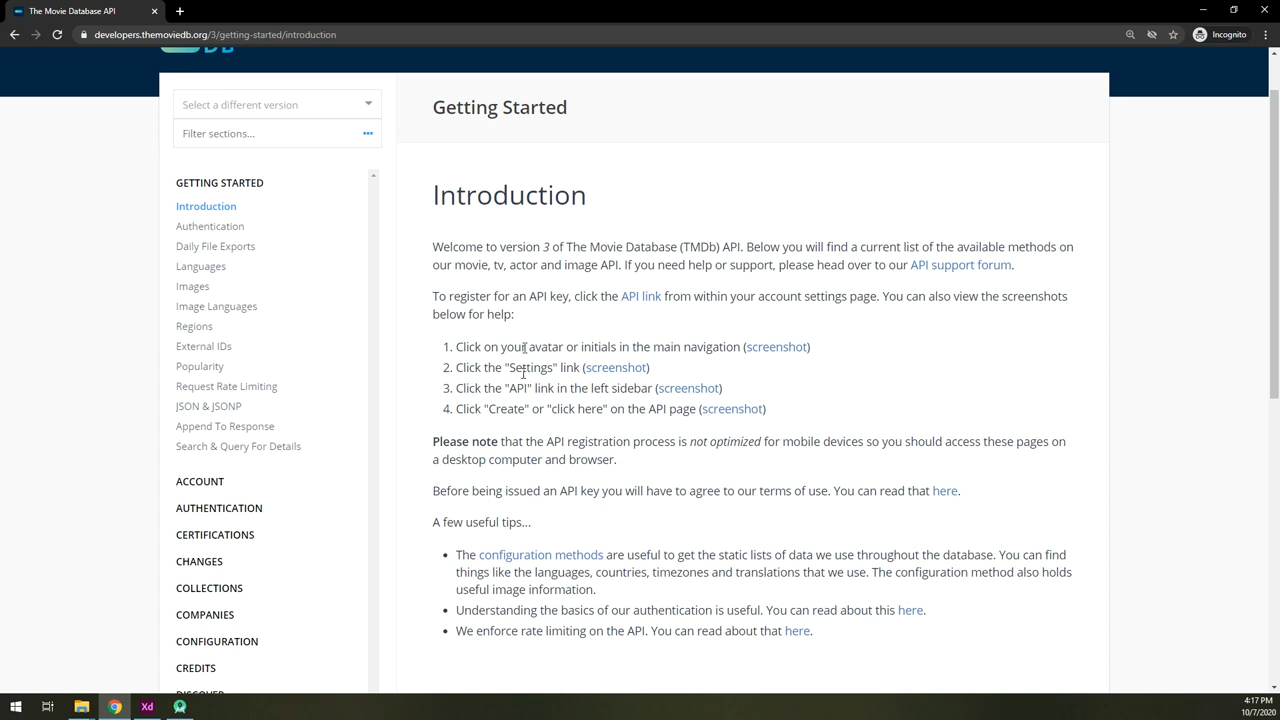 The Movie Database API
developers.themoviedb.org/3/getting-started/introduction
Incognito
DB
Select a different version
Filter sections...
GETTING STARTED
Introduction
Authentication
Daily File Exports
Languages
Images
Image Languages
Regions
External IDs
Popularity
Request Rate Limiting
JSON & JSONP
Append To Response
Search & Query For Details
ACCOUNT
AUTHENTICATION
CERTIFICATIONS
CHANGES
COLLECTIONS
COMPANIES
CONFIGURATION
CREDITS
DISCOVER
Getting Started
Introduction
Welcome to version 3 of The Movie Database (TMDb) API. Below you will find a current list of the available methods on
our movie, tv, actor and image API. If you need help or support, please head over to our API support forum.
To register for an API key, click the API link from within your account settings page. You can also view the screenshots
below for help:
1. Click on your avatar or initials in the main navigation (screenshot)
2. Click the "Settings" link (screenshot)
3. Click the "API" link in the left sidebar (screenshot)
4. Click "Create" or "click here" on the API page (screenshot)
Please note that the API registration process is not optimized for mobile devices so you should access these pages on
a desktop computer and browser.
Before being issued an API key you will have to agree to our terms of use. You can read that here.
A few useful tips...
• The configuration methods are useful to get the static lists of data we use throughout the database. You can find
things like the languages, countries, timezones and translations that we use. The configuration method also holds
useful image information.
• Understanding the basics of our authentication is useful. You can read about this here.
• We enforce rate limiting on the API. You can read about that here.
Xd
4:17 PM
10/7/2020